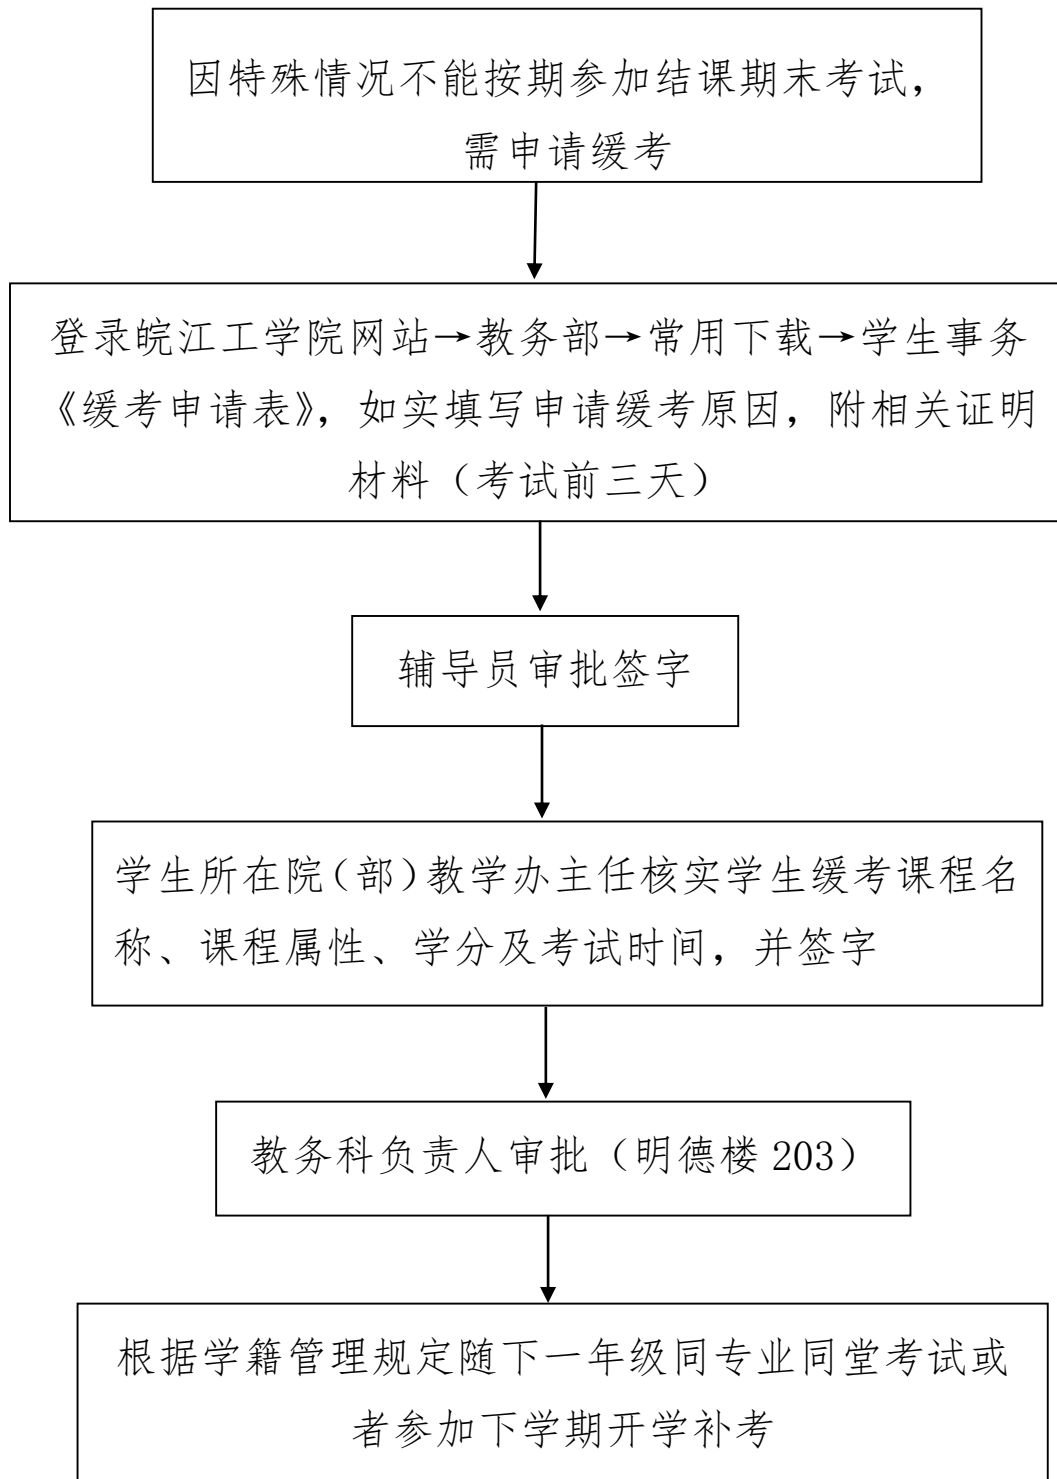 因特殊情况不能按期参加结课期末考试，
需申请缓考
登录皖江工学院网站→教务部→常用下载→学生事务
《缓考申请表》，如实填写申请缓考原因，附相关证明
材料（考试前三天）
辅导员审批签字
学生所在院（部）教学办主任核实学生缓考课程名
称、课程属性、学分及考试时间，并签字
教务科负责人审批（明德楼 203）
根据学籍管理规定随下一年级同专业同堂考试或
者参加下学期开学补考